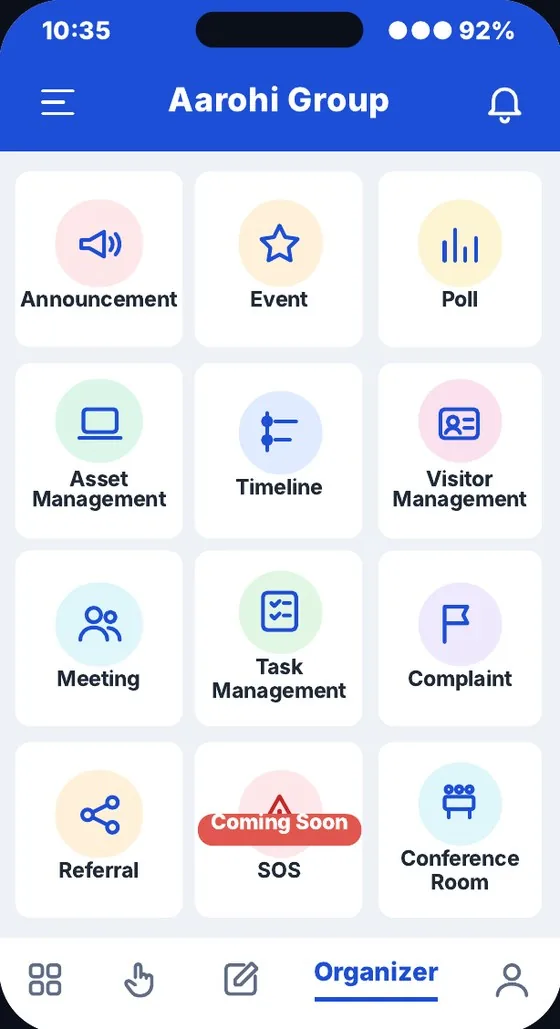 10:35
92%
Aarohi Group
Announcement
Event
Poll
Asset
Management
Timeline
Visitor
Management
Meeting
Task
Management
Complaint
Referral
Coming Soon
SOS
Conference
Room
Organizer